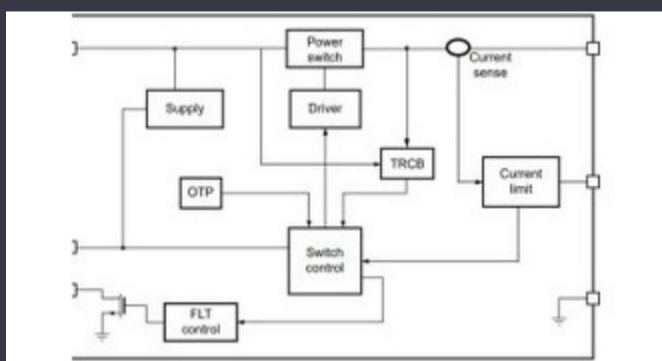 Power
switch
Current
sense
Supply
Driver
TRCB
Current
limit
OTP
Switch
control
FLT
control